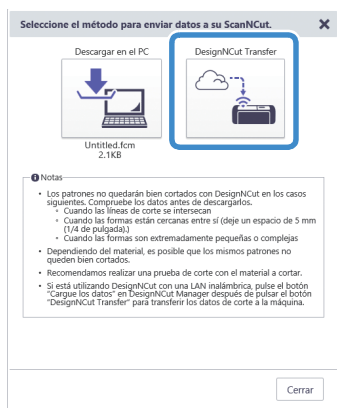 Seleccione el método para enviar datos a su ScanNCut.
Descargar en el PC
DesignNCut Transfer
Untitled.fcm
2.1KB
Notas
• Los patrones no quedarán bien cortados con DesignNCut en los casos
siguientes. Compruebe los datos antes de descargarlos.
Cuando las líneas de corte se intersecan
Cuando las formas están cercanas entre sí (deje un espacio de 5 mm
(1/4 de pulgada).)
Cuando las formas son extremadamente pequeñas o complejas
• Dependiendo del material, es posible que los mismos patrones no
queden bien cortados.
• Recomendamos realizar una prueba de corte con el material a cortar.
• Si está utilizando DesignNCut con una LAN inalámbrica, pulse el botón
"Cargue los datos" en DesignNCut Manager después de pulsar el botón
"DesignNCut Transfer" para transferir los datos de corte a la máquina.
Cerrar